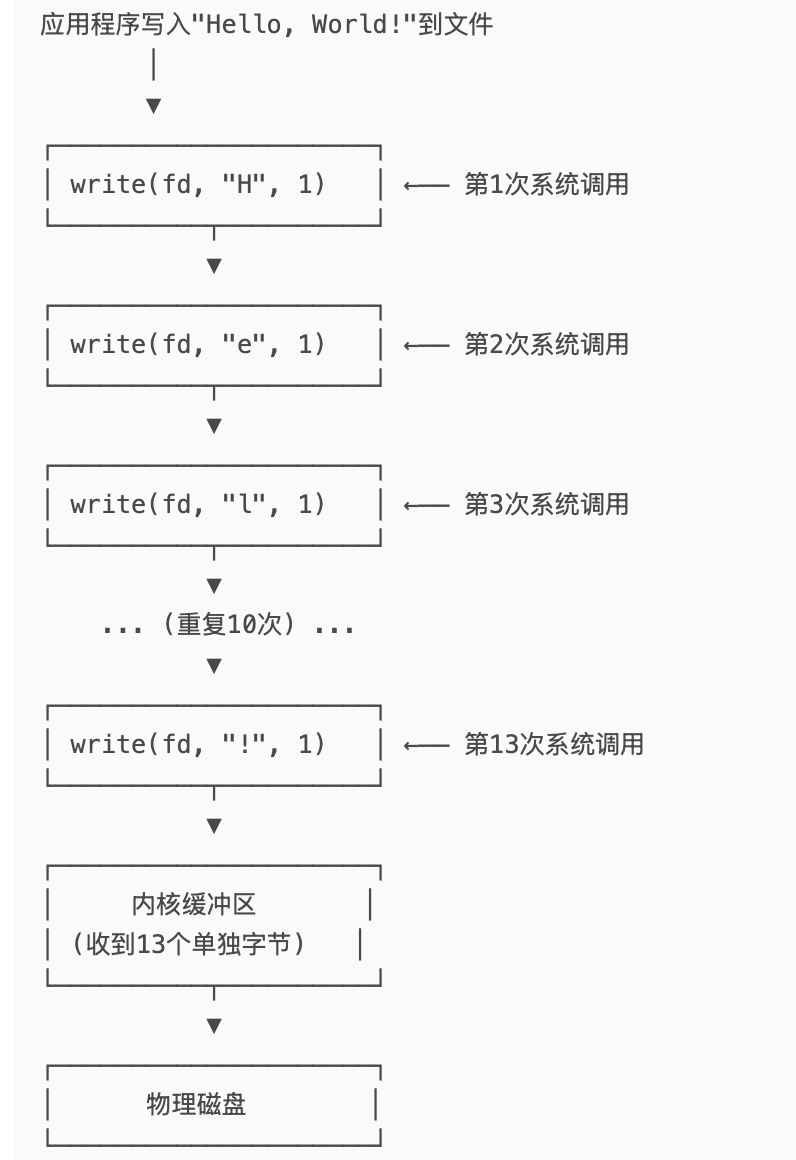 应用程序写入"Hello, World!"到文件
write(fd, "H", 1) ←── 第1次系统调用
write(fd, "e", 1) ←── 第2次系统调用
write(fd, "l", 1) ←── 第3次系统调用
... (重复10次) ...
write(fd, "!", 1) ←── 第13次系统调用
内核缓冲区
(收到13个单独字节)
物理磁盘